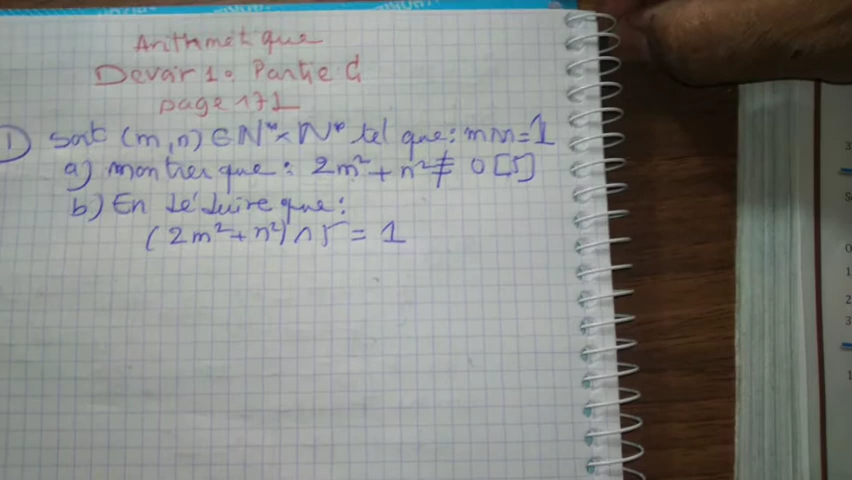 Arithmétique
Devoir 1. Partie C
page 171
1) Soit (m,n) ∈ N* × N* tel que : m∧n=1
a) montrer que : 2m²+n² ≢ 0 [5]
b) En déduire que :
(2m²+n²)∧5 = 1